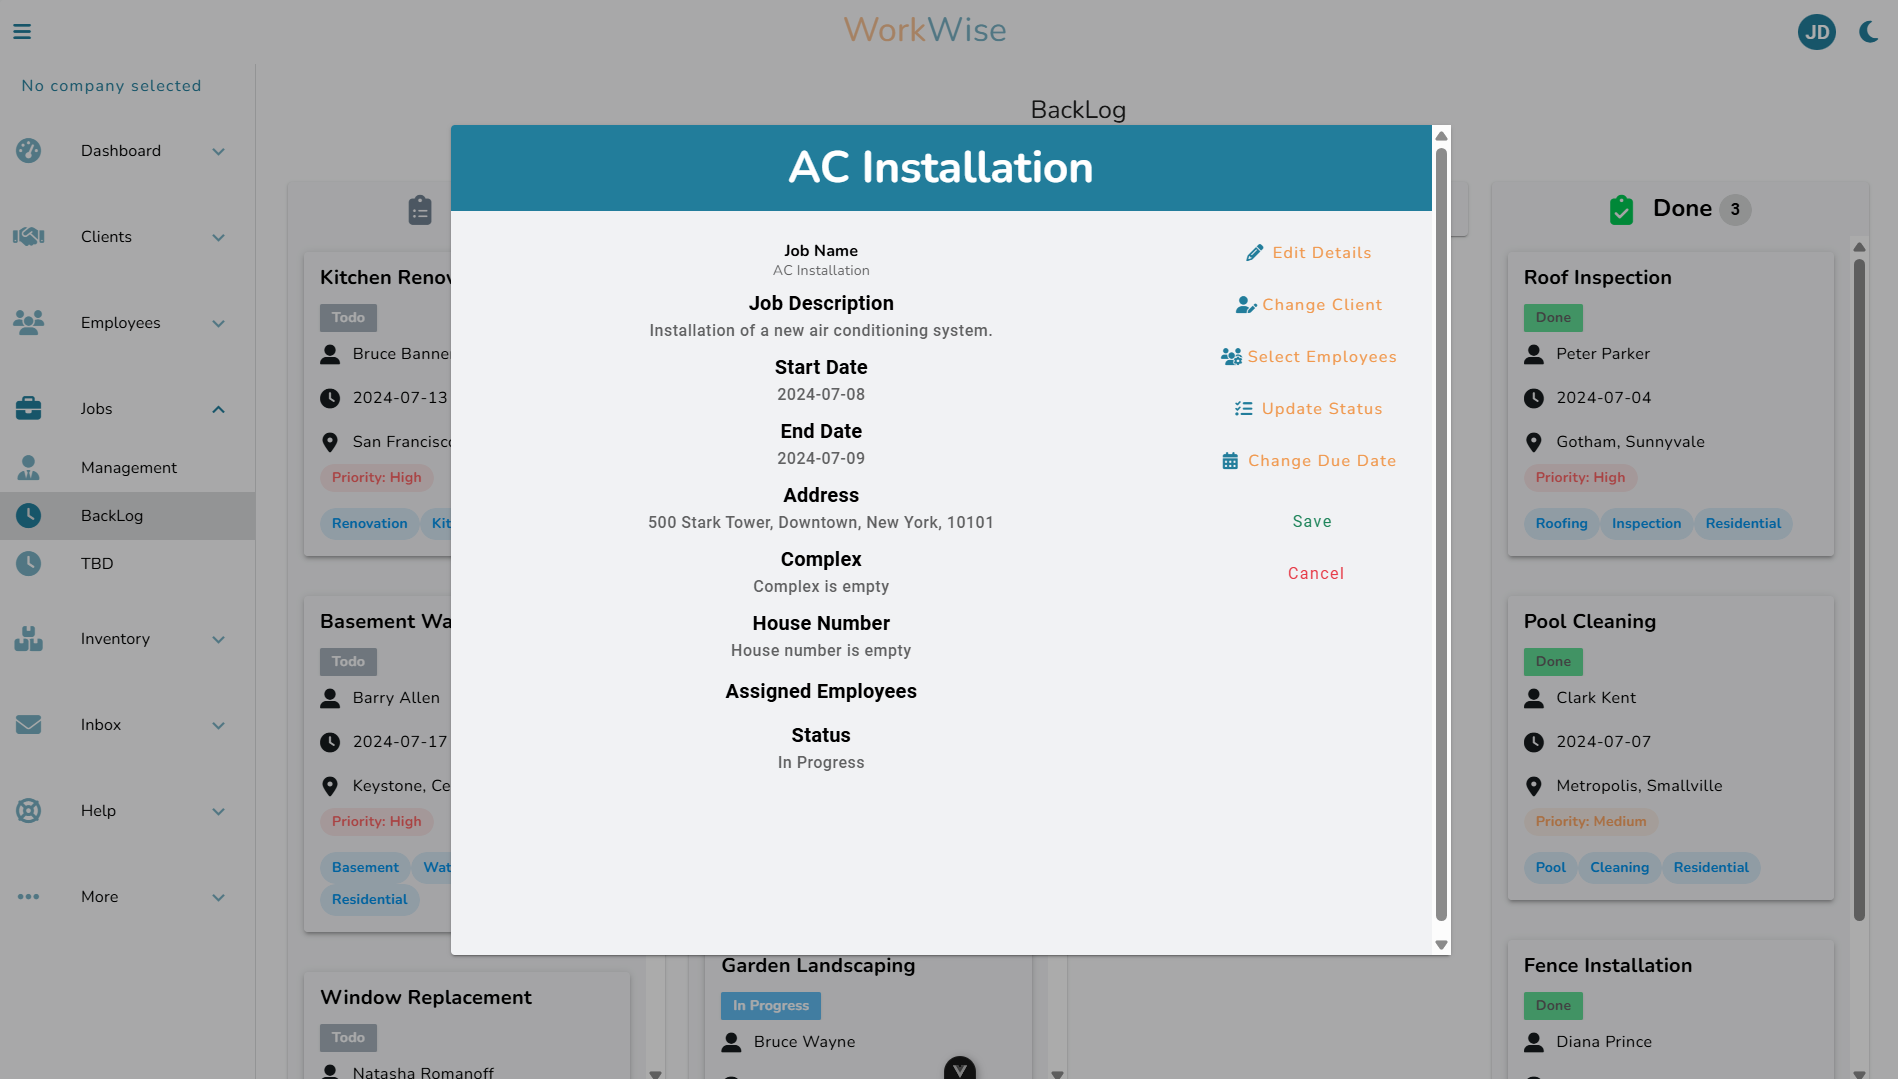 WorkWise
JD
No company selected
Dashboard
Clients
Employees
Jobs
Management
BackLog
TBD
Inventory
Inbox
Help
More
BackLog
Kitchen Renov
Todo
Bruce Banne
2024-07-13
San Francisco
Priority: High
Renovation Kit
Basement Wa
Todo
Barry Allen
2024-07-17
Keystone, Ce
Priority: High
Basement Wat
Residential
Window Replacement
Todo
Natasha Romanoff
AC Installation
Job Name
AC Installation
Job Description
Installation of a new air conditioning system.
Start Date
2024-07-08
End Date
2024-07-09
Address
500 Stark Tower, Downtown, New York, 10101
Complex
Complex is empty
House Number
House number is empty
Assigned Employees
Status
In Progress
Edit Details
Change Client
Select Employees
Update Status
Change Due Date
Save
Cancel
Garden Landscaping
In Progress
Bruce Wayne
Done 3
Roof Inspection
Done
Peter Parker
2024-07-04
Gotham, Sunnyvale
Priority: High
Roofing Inspection Residential
Pool Cleaning
Done
Clark Kent
2024-07-07
Metropolis, Smallville
Priority: Medium
Pool Cleaning Residential
Fence Installation
Done
Diana Prince